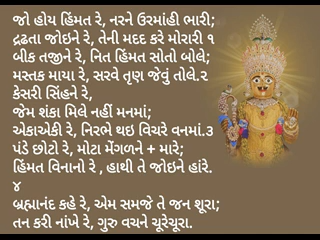 જો હોય હિંમત રે, નરને ઉરમાંહી ભારી;
દ્રઢતા જોઇને રે, તેની મદદ કરે મોરારી ૧
બીક તજીને રે, નિત હિંમત સોતો બોલે;
મસ્તક માયા રે, સરવે તૃણ જેવું તોલે.૨
કેસરી સિંહને રે,
જેમ શંકા મિલે નહીં મનમાં;
એકાએકી રે, નિરભે થઇ વિચરે વનમાં.૩
પંડે છોટો રે, મોટા મેંગળને + મારે;
હિંમત વિનાનો રે , હાથી તે જોઇને હાંરે.
૪
બ્રહ્માનંદ કહે રે, એમ સમજે તે જન શૂરા;
તન કરી નાંખે રે, ગુરુ વચને ચૂરેચૂરા.